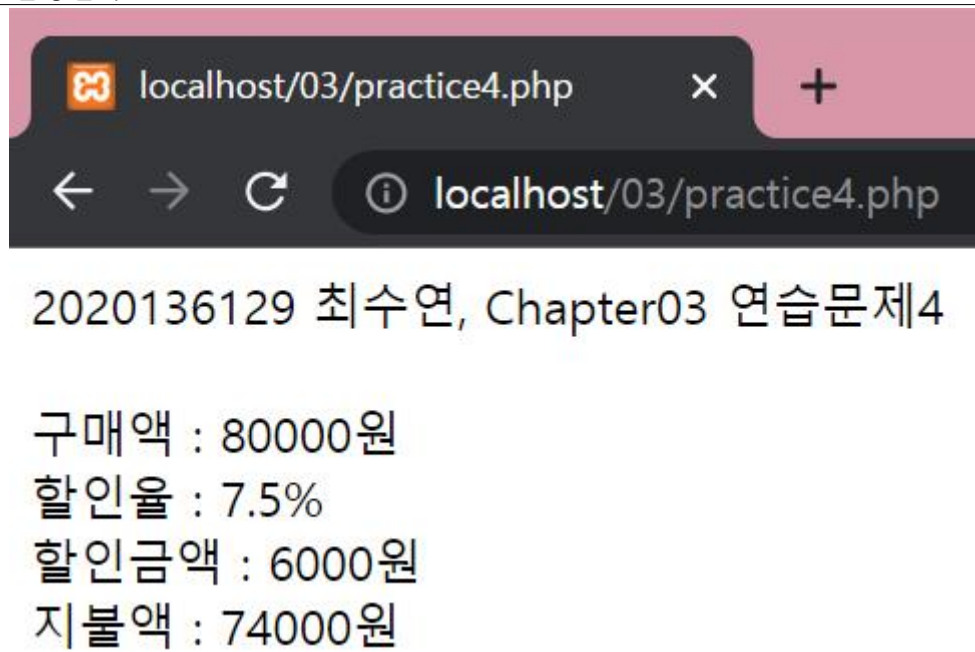 localhost/03/practice4.php
localhost/03/practice4.php
2020136129 최수연, Chapter03 연습문제4
구매액 : 80000원
할인율 : 7.5%
할인금액 : 6000원
지불액 : 74000원